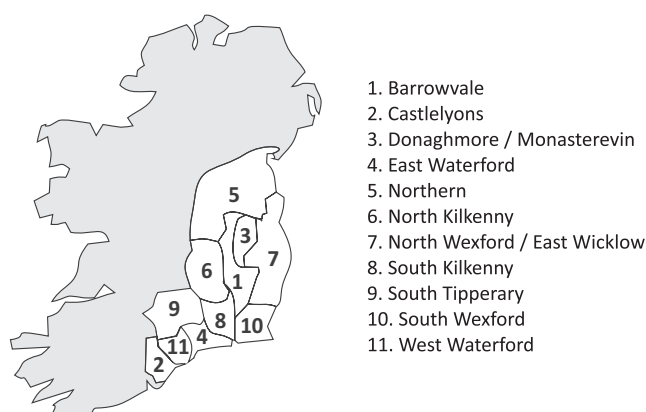 5
3
7
6
1
9
8
10
4
11
2
1. Barrowvale
2. Castlelyons
3. Donaghmore / Monasterevin
4. East Waterford
5. Northern
6. North Kilkenny
7. North Wexford / East Wicklow
8. South Kilkenny
9. South Tipperary
10. South Wexford
11. West Waterford